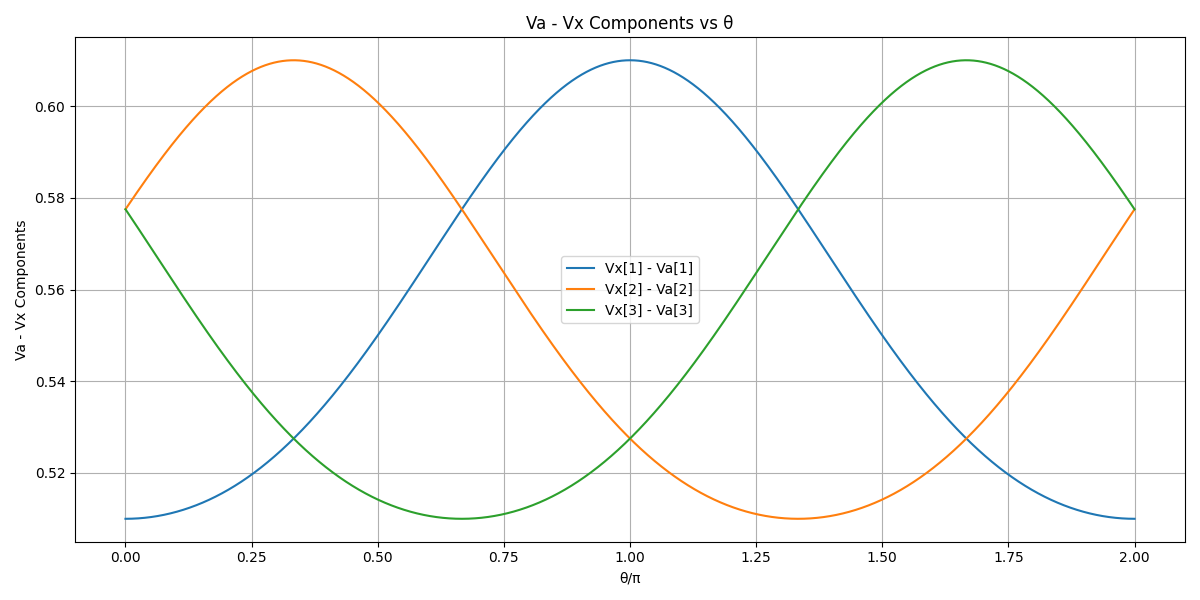 Va - Vx Components vs θ
Va - Vx Components
0.60
0.58
0.56
0.54
0.52
Vx[1] - Va[1]
Vx[2] - Va[2]
Vx[3] - Va[3]
0.00 0.25 0.50 0.75 1.00 1.25 1.50 1.75 2.00
θ/π